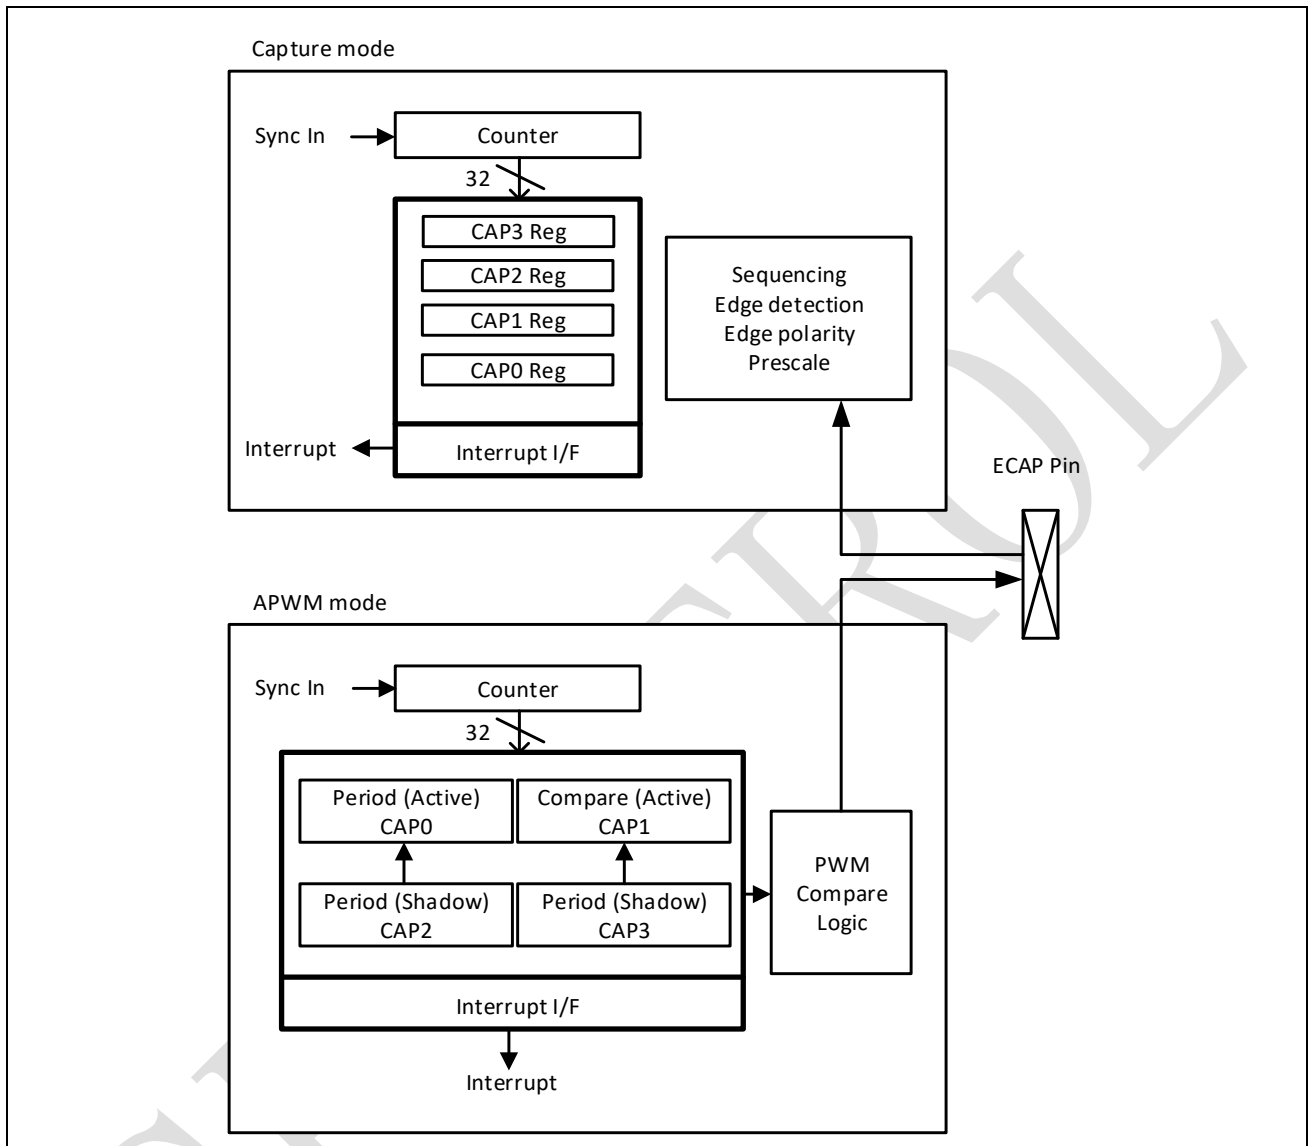 Capture mode
Sync In
Counter
32
CAP3 Reg
CAP2 Reg
CAP1 Reg
CAP0 Reg
Sequencing
Edge detection
Edge polarity
Prescale
Interrupt
Interrupt I/F
ECAP Pin
APWM mode
Sync In
Counter
32
Period (Active)
CAP0
Compare (Active)
CAP1
Period (Shadow)
CAP2
Period (Shadow)
CAP3
PWM
Compare
Logic
Interrupt I/F
Interrupt